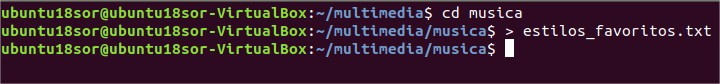 ubuntu18sor@ubuntu18sor-VirtualBox:~/multimedia$ cd musica
ubuntu18sor@ubuntu18sor-VirtualBox:~/multimedia/musica$ > estilos_favoritos.txt
ubuntu18sor@ubuntu18sor-VirtualBox:~/multimedia/musica$